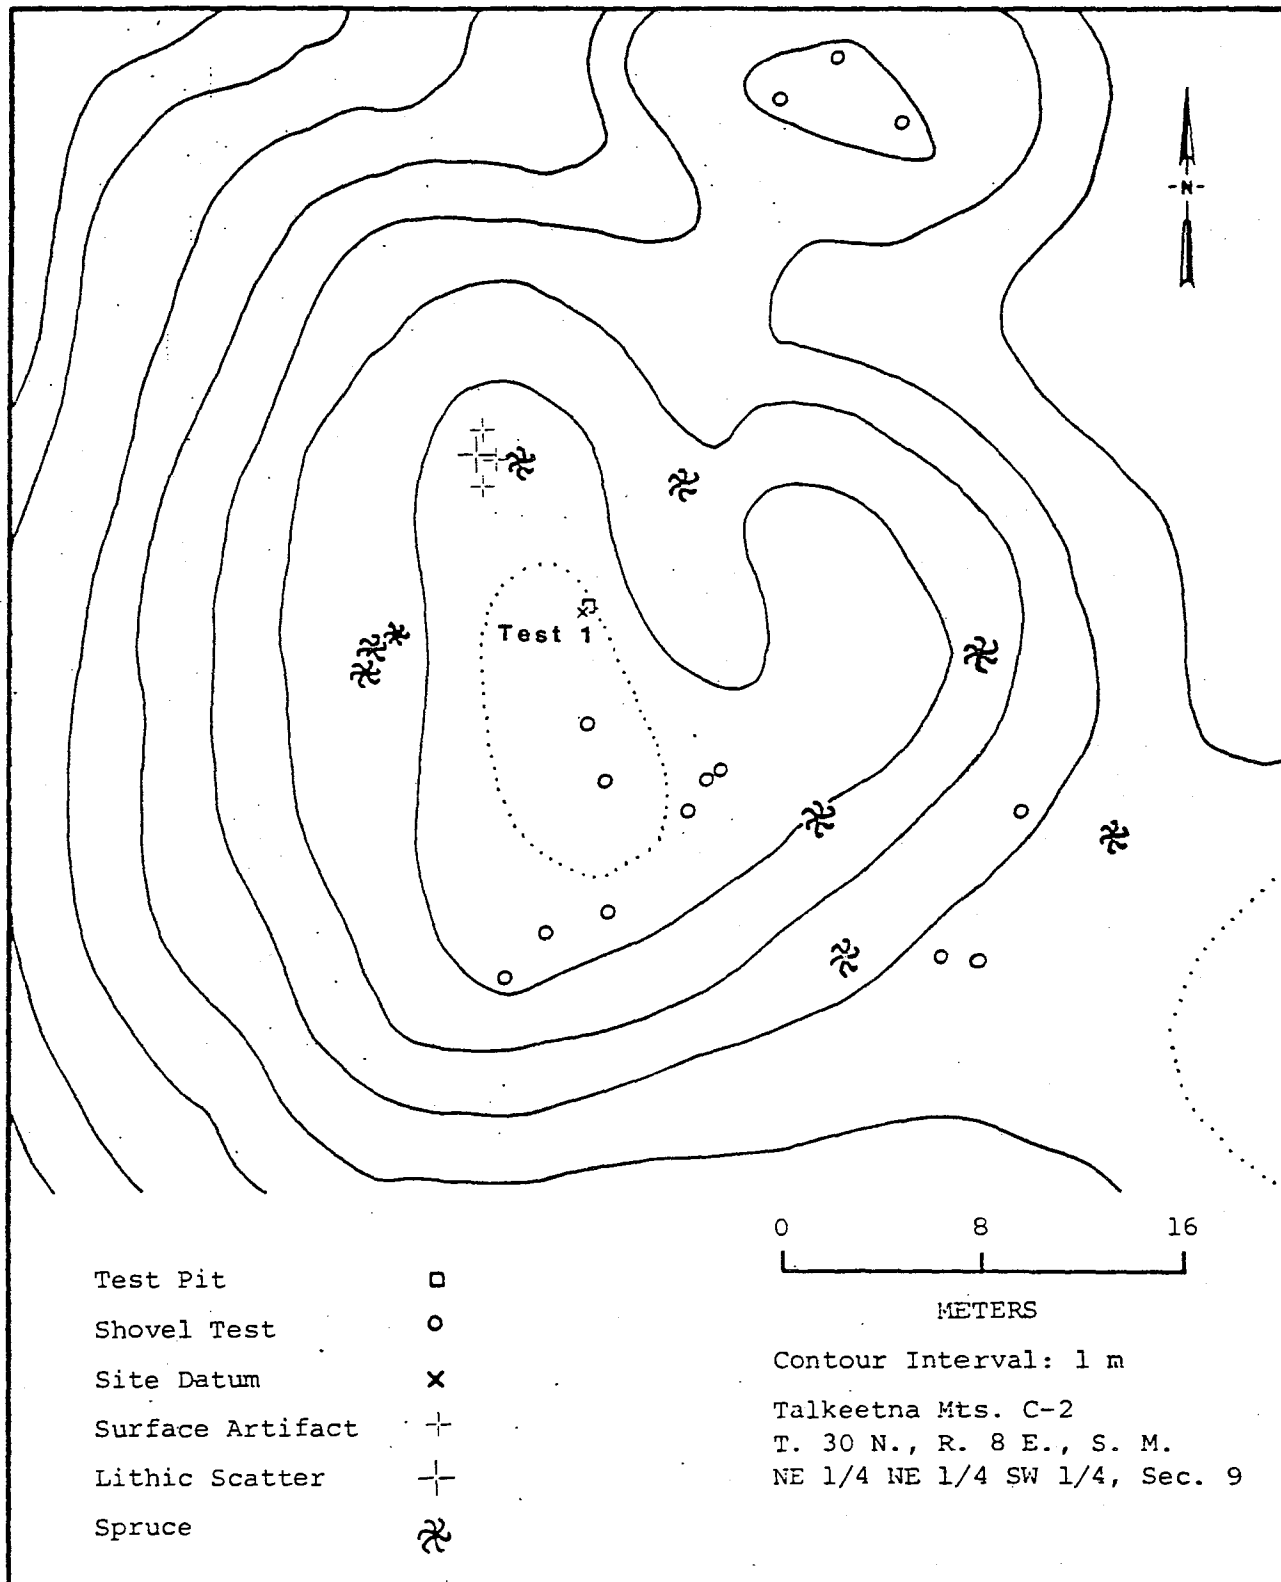 -N-
Test 1
0 8 16
METERS
Contour Interval: 1 m
Talkeetna Mts. C-2
T. 30 N., R. 8 E., S. M.
NE 1/4 NE 1/4 SW 1/4, Sec. 9
Test Pit
Shovel Test
Site Datum
Surface Artifact
Lithic Scatter
Spruce